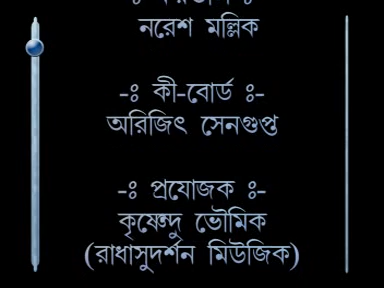 নরেশ মল্লিক
-ঃ কী-বোর্ড ঃ-
অরিজিৎ সেনগুপ্ত
-ঃ প্রযোজক ঃ-
কৃষ্ণেন্দু ভৌমিক
(রাধাসুদর্শন মিউজিক)